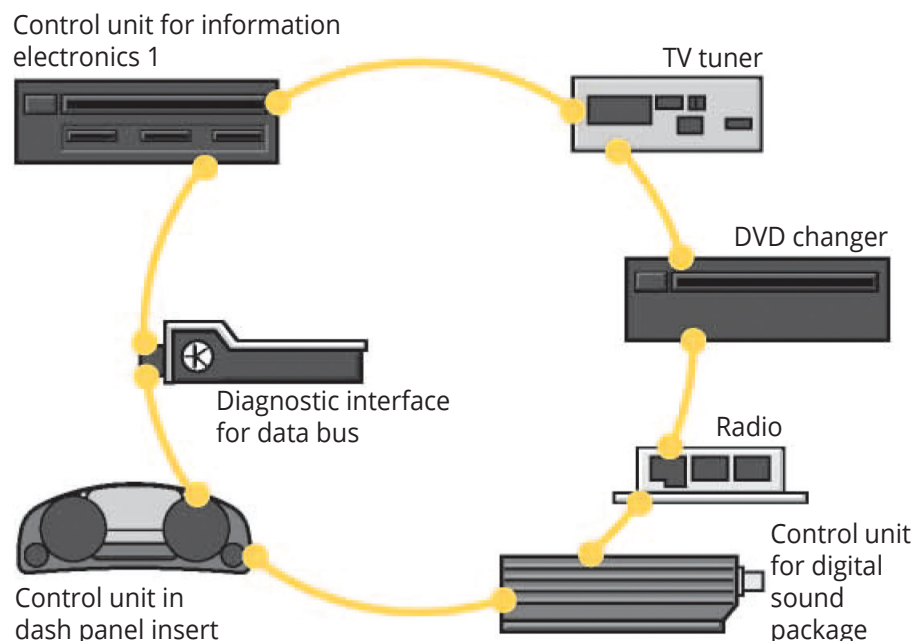 Control unit for information
electronics 1
TV tuner
DVD changer
Diagnostic interface
for data bus
Radio
Control unit
for digital
sound
package
Control unit in
dash panel insert